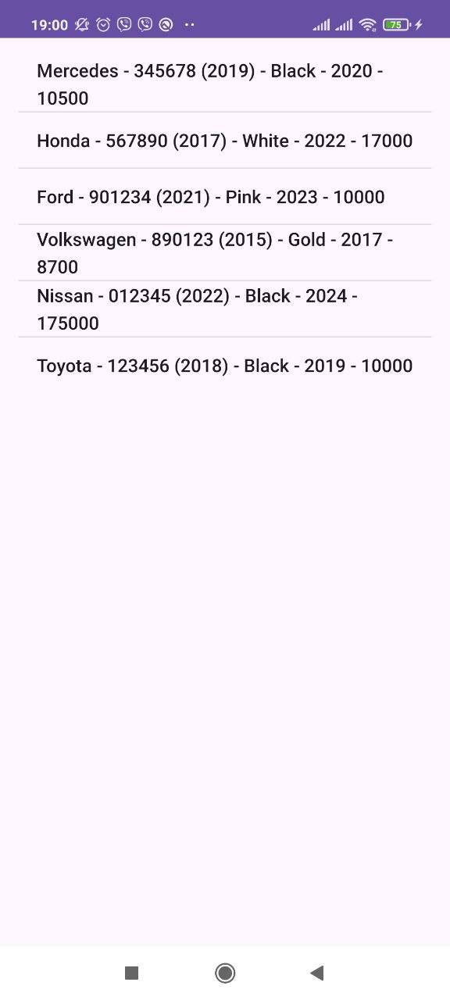 19:00
75
Mercedes - 345678 (2019) - Black - 2020 -
10500
Honda - 567890 (2017) - White - 2022 - 17000
Ford - 901234 (2021) - Pink - 2023 - 10000
Volkswagen - 890123 (2015) - Gold - 2017 -
8700
Nissan - 012345 (2022) - Black - 2024 -
175000
Toyota - 123456 (2018) - Black - 2019 - 10000